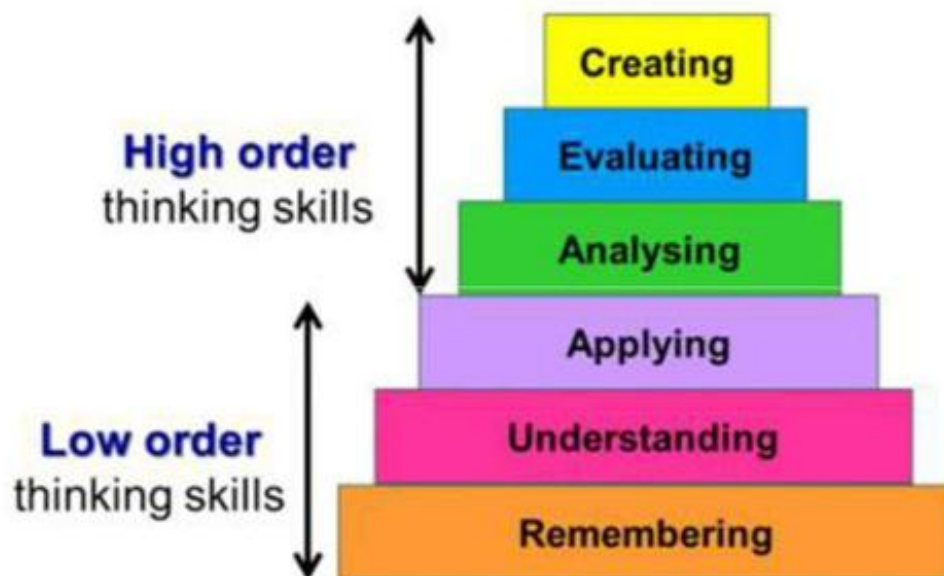 Creating
Evaluating
High order
thinking skills
Analysing
Applying
Low order
thinking skills
Understanding
Remembering